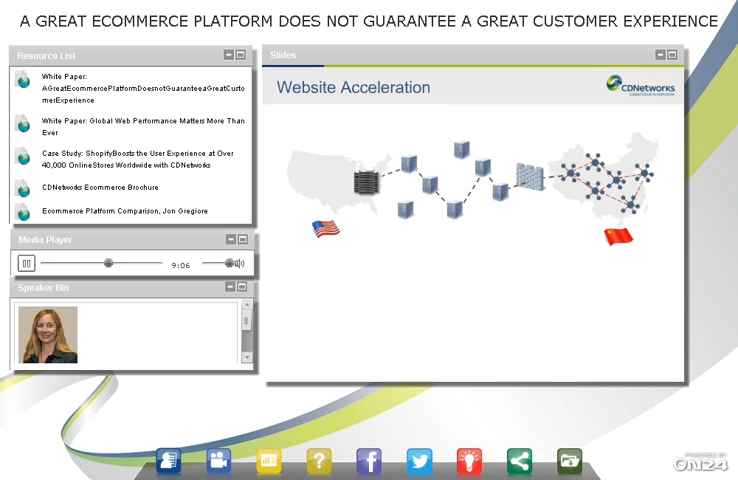 A GREAT ECOMMERCE PLATFORM DOES NOT GUARANTEE A GREAT CUSTOMER EXPERIENCE
Resource List
White Paper:
AGreatEcommercePlatformDoesnotGuaranteeaGreatCusto
merExperience
White Paper: Global Web Performance Matters More Than
Ever
Case Study: ShopifyBoosts the User Experience at Over
40,000 OnlineStores Worldwide with CDNetworks
CDNetworks Ecommerce Brochure
Ecommerce Platform Comparison, Jon Gregiore
Media Player
9:06
Speaker Bio
Slides
Website Acceleration
CDNetworks
Global Cloud Acceleration
POWERED BY
ON24